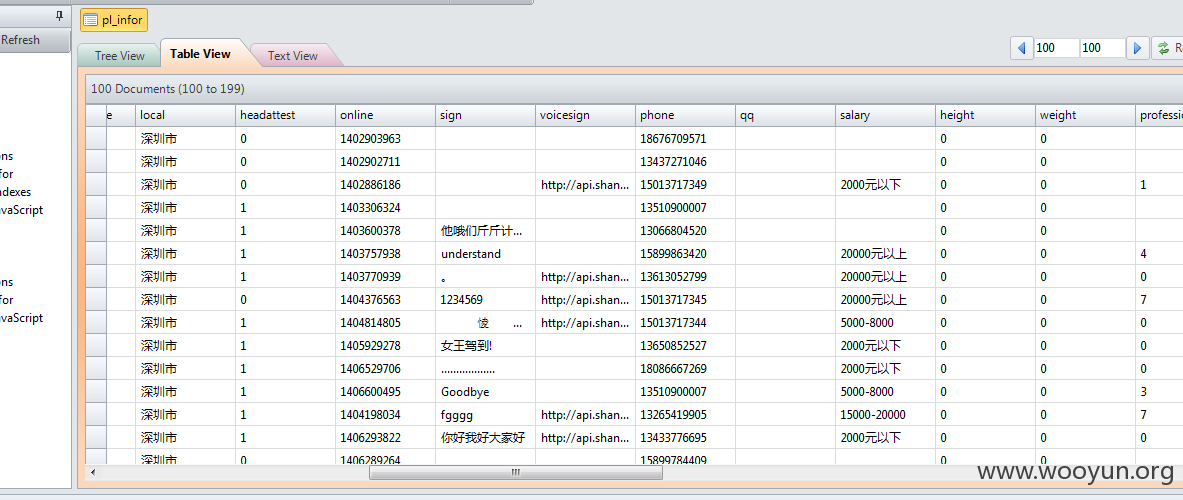 pl_infor
Refresh
Tree View Table View Text View 100 100
100 Documents (100 to 199)
e local headattest online sign voicesign phone qq salary height weight
深圳市 0 1402903963 18676709571 0 0
深圳市 0 1402902711 13437271046 0 0
深圳市 0 1402886186 http://api.shan... 15013717349 2000元以下 0 0 1
深圳市 1 1403306324 13510900007 0 0
深圳市 1 1403600378 他哦们斤斤计... 13066804520 0 0
深圳市 1 1403757938 understand 15899863420 20000元以上 0 0 4
深圳市 1 1403770939 。 http://api.shan... 13613052799 20000元以上 0 0 0
深圳市 0 1404376563 1234569 http://api.shan... 15013717345 20000元以上 0 0 7
深圳市 1 1404814805 ... http://api.shan... 15013717344 5000-8000 0 0 0
深圳市 1 1405929278 女王驾到! 13650852527 2000元以下 0 0 0
深圳市 1 1406529706 .................. 18086667269 2000元以下 0 0 0
深圳市 1 1406600495 Goodbye 13510900007 5000-8000 0 0 3
深圳市 1 1404198034 fgggg http://api.shan... 13265419905 15000-20000 0 0 7
深圳市 1 1406293822 你好我好大家好 http://api.shan... 13433776695 2000元以下 0 0 0
深圳市 0 1406289264 15899784409 0 0
www.wooyun.org